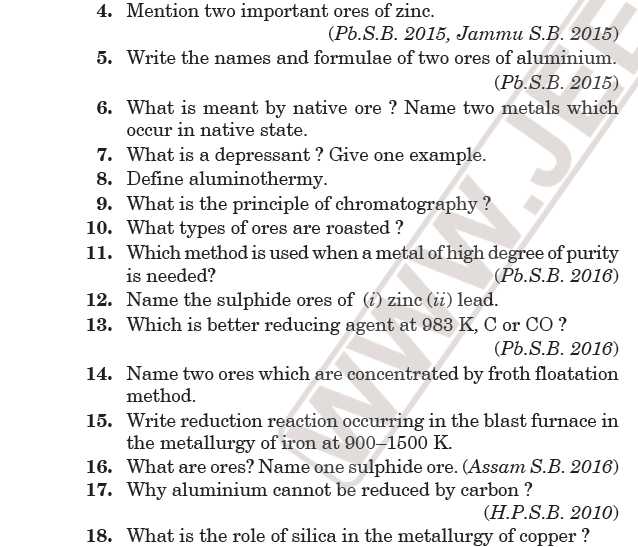 4. Mention two important ores of zinc.
(Pb.S.B. 2015, Jammu S.B. 2015)
5. Write the names and formulae of two ores of aluminium.
(Pb.S.B. 2015)
6. What is meant by native ore ? Name two metals which
occur in native state.
7. What is a depressant ? Give one example.
8. Define aluminothermy.
9. What is the principle of chromatography ?
10. What types of ores are roasted ?
11. Which method is used when a metal of high degree of purity
is needed? (Pb.S.B. 2016)
12. Name the sulphide ores of (i) zinc (ii) lead.
13. Which is better reducing agent at 983 K, C or CO ?
(Pb.S.B. 2016)
14. Name two ores which are concentrated by froth floatation
method.
15. Write reduction reaction occurring in the blast furnace in
the metallurgy of iron at 900–1500 K.
16. What are ores? Name one sulphide ore. (Assam S.B. 2016)
17. Why aluminium cannot be reduced by carbon ?
(H.P.S.B. 2010)
18. What is the role of silica in the metallurgy of copper ?
WWW.JEE